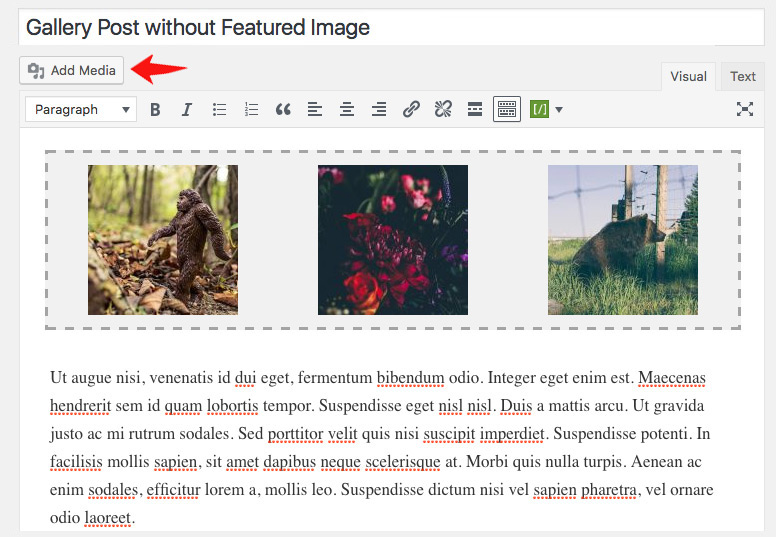 Gallery Post without Featured Image
Add Media
Visual Text
Paragraph B I [/]
Ut augue nisi, venenatis id dui eget, fermentum bibendum odio. Integer eget enim est. Maecenas
hendrerit sem id quam lobortis tempor. Suspendisse eget nisl nisl. Duis a mattis arcu. Ut gravida
justo ac mi rutrum sodales. Sed porttitor velit quis nisi suscipit imperdiet. Suspendisse potenti. In
facilisis mollis sapien, sit amet dapibus neque scelerisque at. Morbi quis nulla turpis. Aenean ac
enim sodales, efficitur lorem a, mollis leo. Suspendisse dictum nisi vel sapien pharetra, vel ornare
odio laoreet.